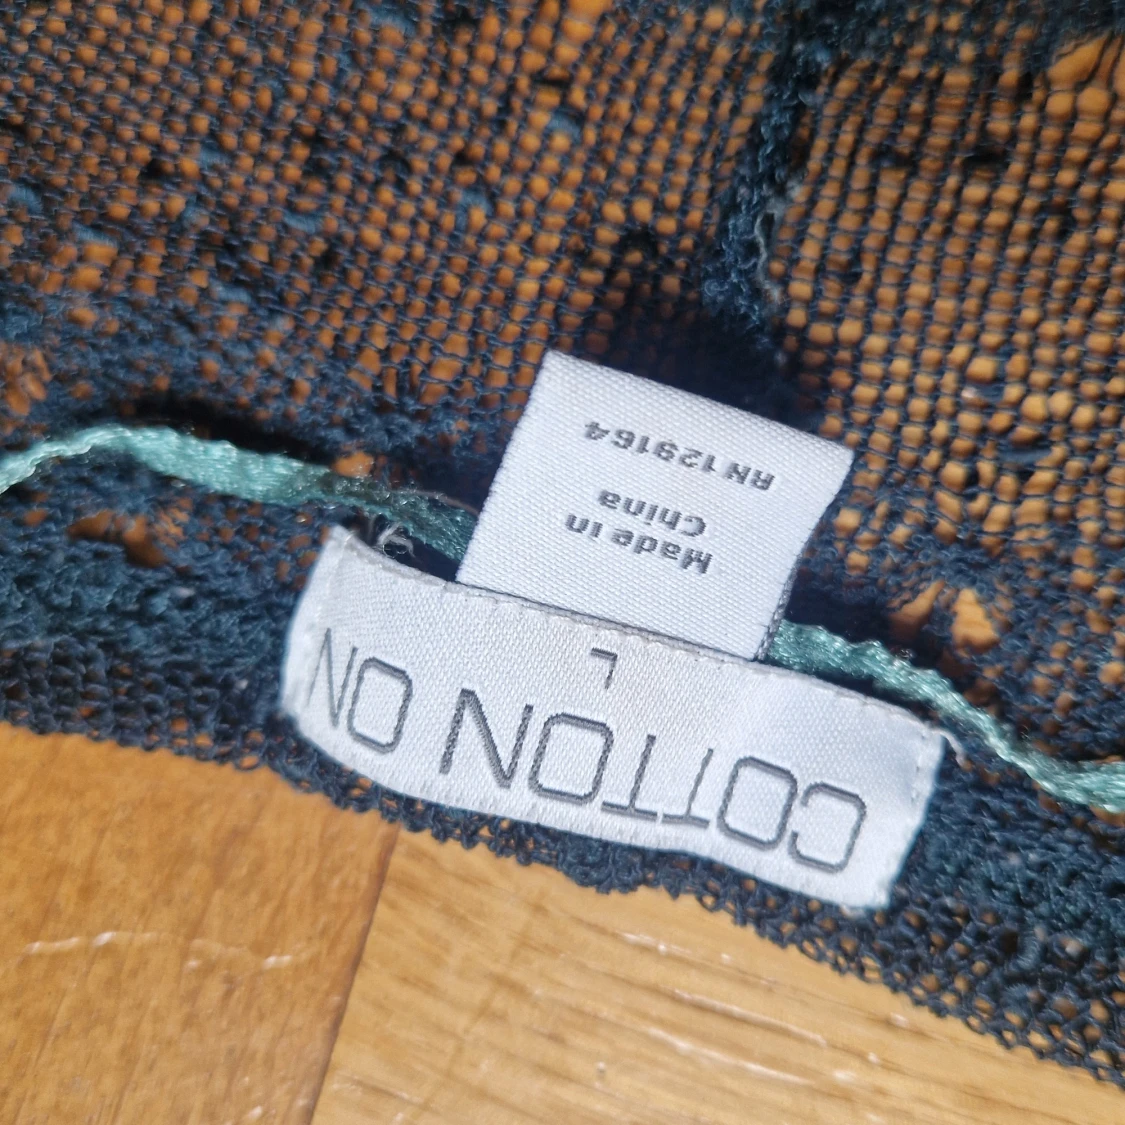 COTTON ON
L
Made in
China
RN 129164